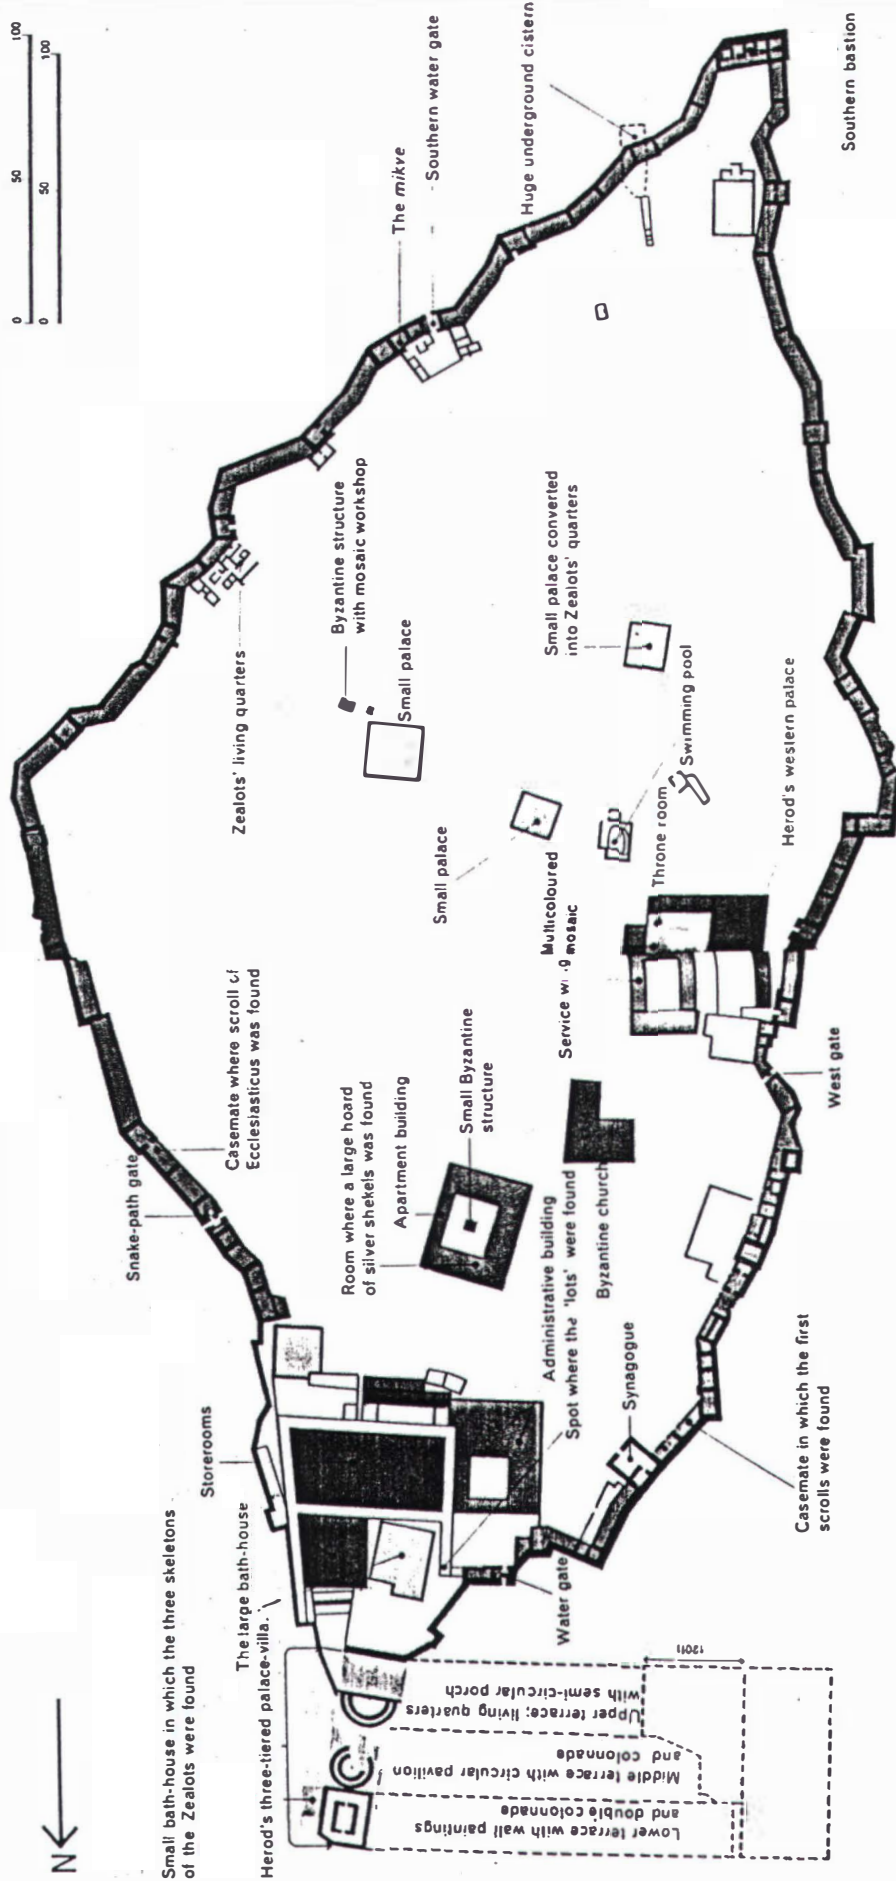 N
0 50 100
0 50 100
Small bath-house in which the three skeletons
of the Zealots were found
Herod's three-tiered palace-villa.
The large bath-house
Storerooms
Snake-path gate
Casemate where scroll of
Ecclesiasticus was found
Room where a large hoard
of silver shekels was found
Apartment building
Small Byzantine
structure
Zealots' living quarters
Byzantine structure
with mosaic workshop
Small palace
Small palace
The mikve
Southern water gate
Huge underground cistern
Southern bastion
Small palace converted
into Zealots' quarters
Swimming pool
Throne room
Multicoloured
mosaic
Service
Herod's western palace
West gate
Administrative building
Spot where the 'lots' were found
Byzantine church
Synagogue
Casemate in which the first
scrolls were found
Water gate
Upper terrace; living quarters
with semi-circular porch
Middle terrace with circular pavilion
and colonnade
Lower terrace with wall paintings
and double colonnade
120ft